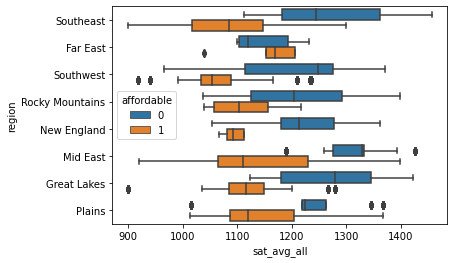 Southeast
Far East
Southwest
Rocky Mountains
New England
Mid East
Great Lakes
Plains
region
affordable
0
1
900 1000 1100 1200 1300 1400
sat_avg_all